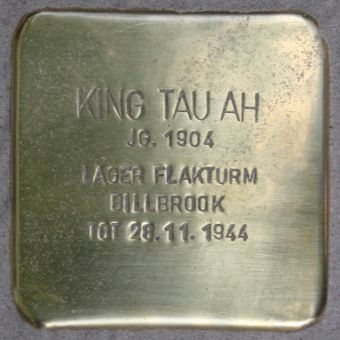 KING TAU AH
JG. 1904
LAGER FLAKTURM
BILLBROOK
TOT 28.11.1944